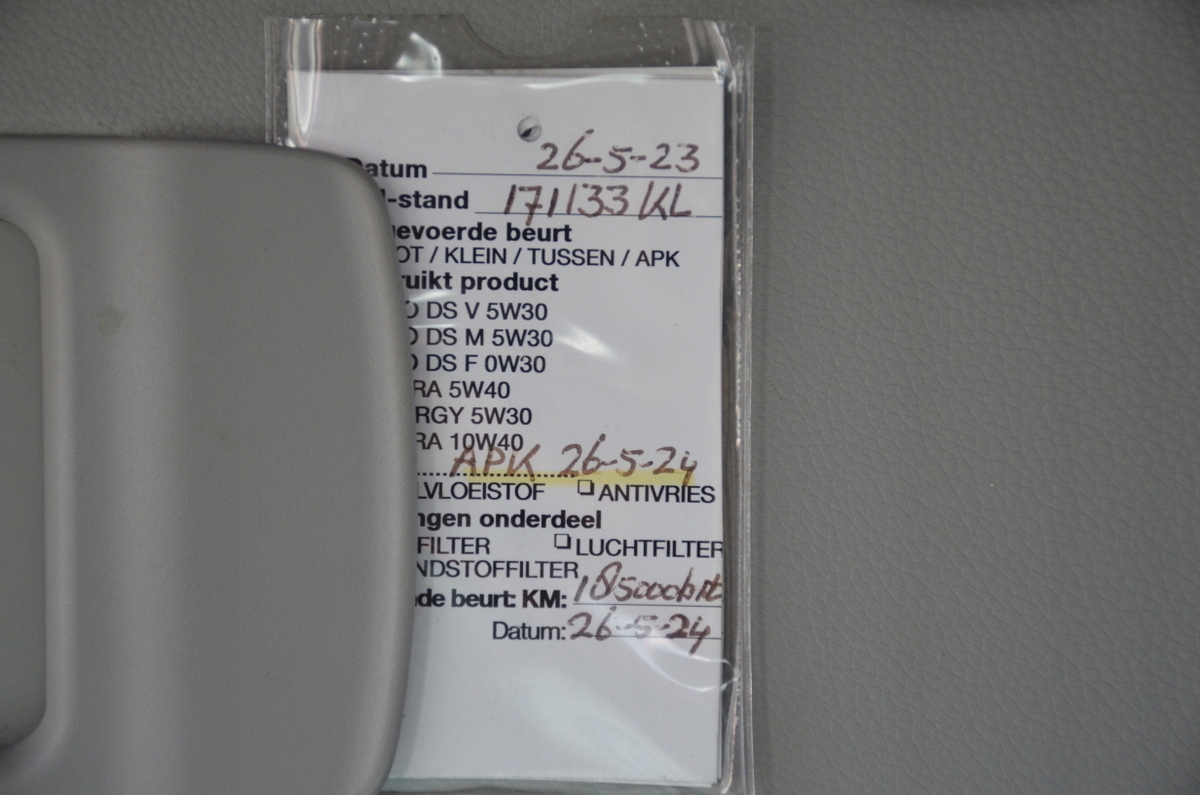 Datum 26-5-23
-stand 171133 KL
gevoerde beurt
OT / KLEIN / TUSSEN / APK
ruikt product
DS V 5W30
DS M 5W30
DS F 0W30
RA 5W40
RGY 5W30
RA 10W40
APK 26-5-24
LVLOEISTOF ❑ ANTIVRIES
ngen onderdeel
FILTER ❑ LUCHTFILTER
NDSTOFFILTER
de beurt: KM: 185000
Datum: 26-5-24